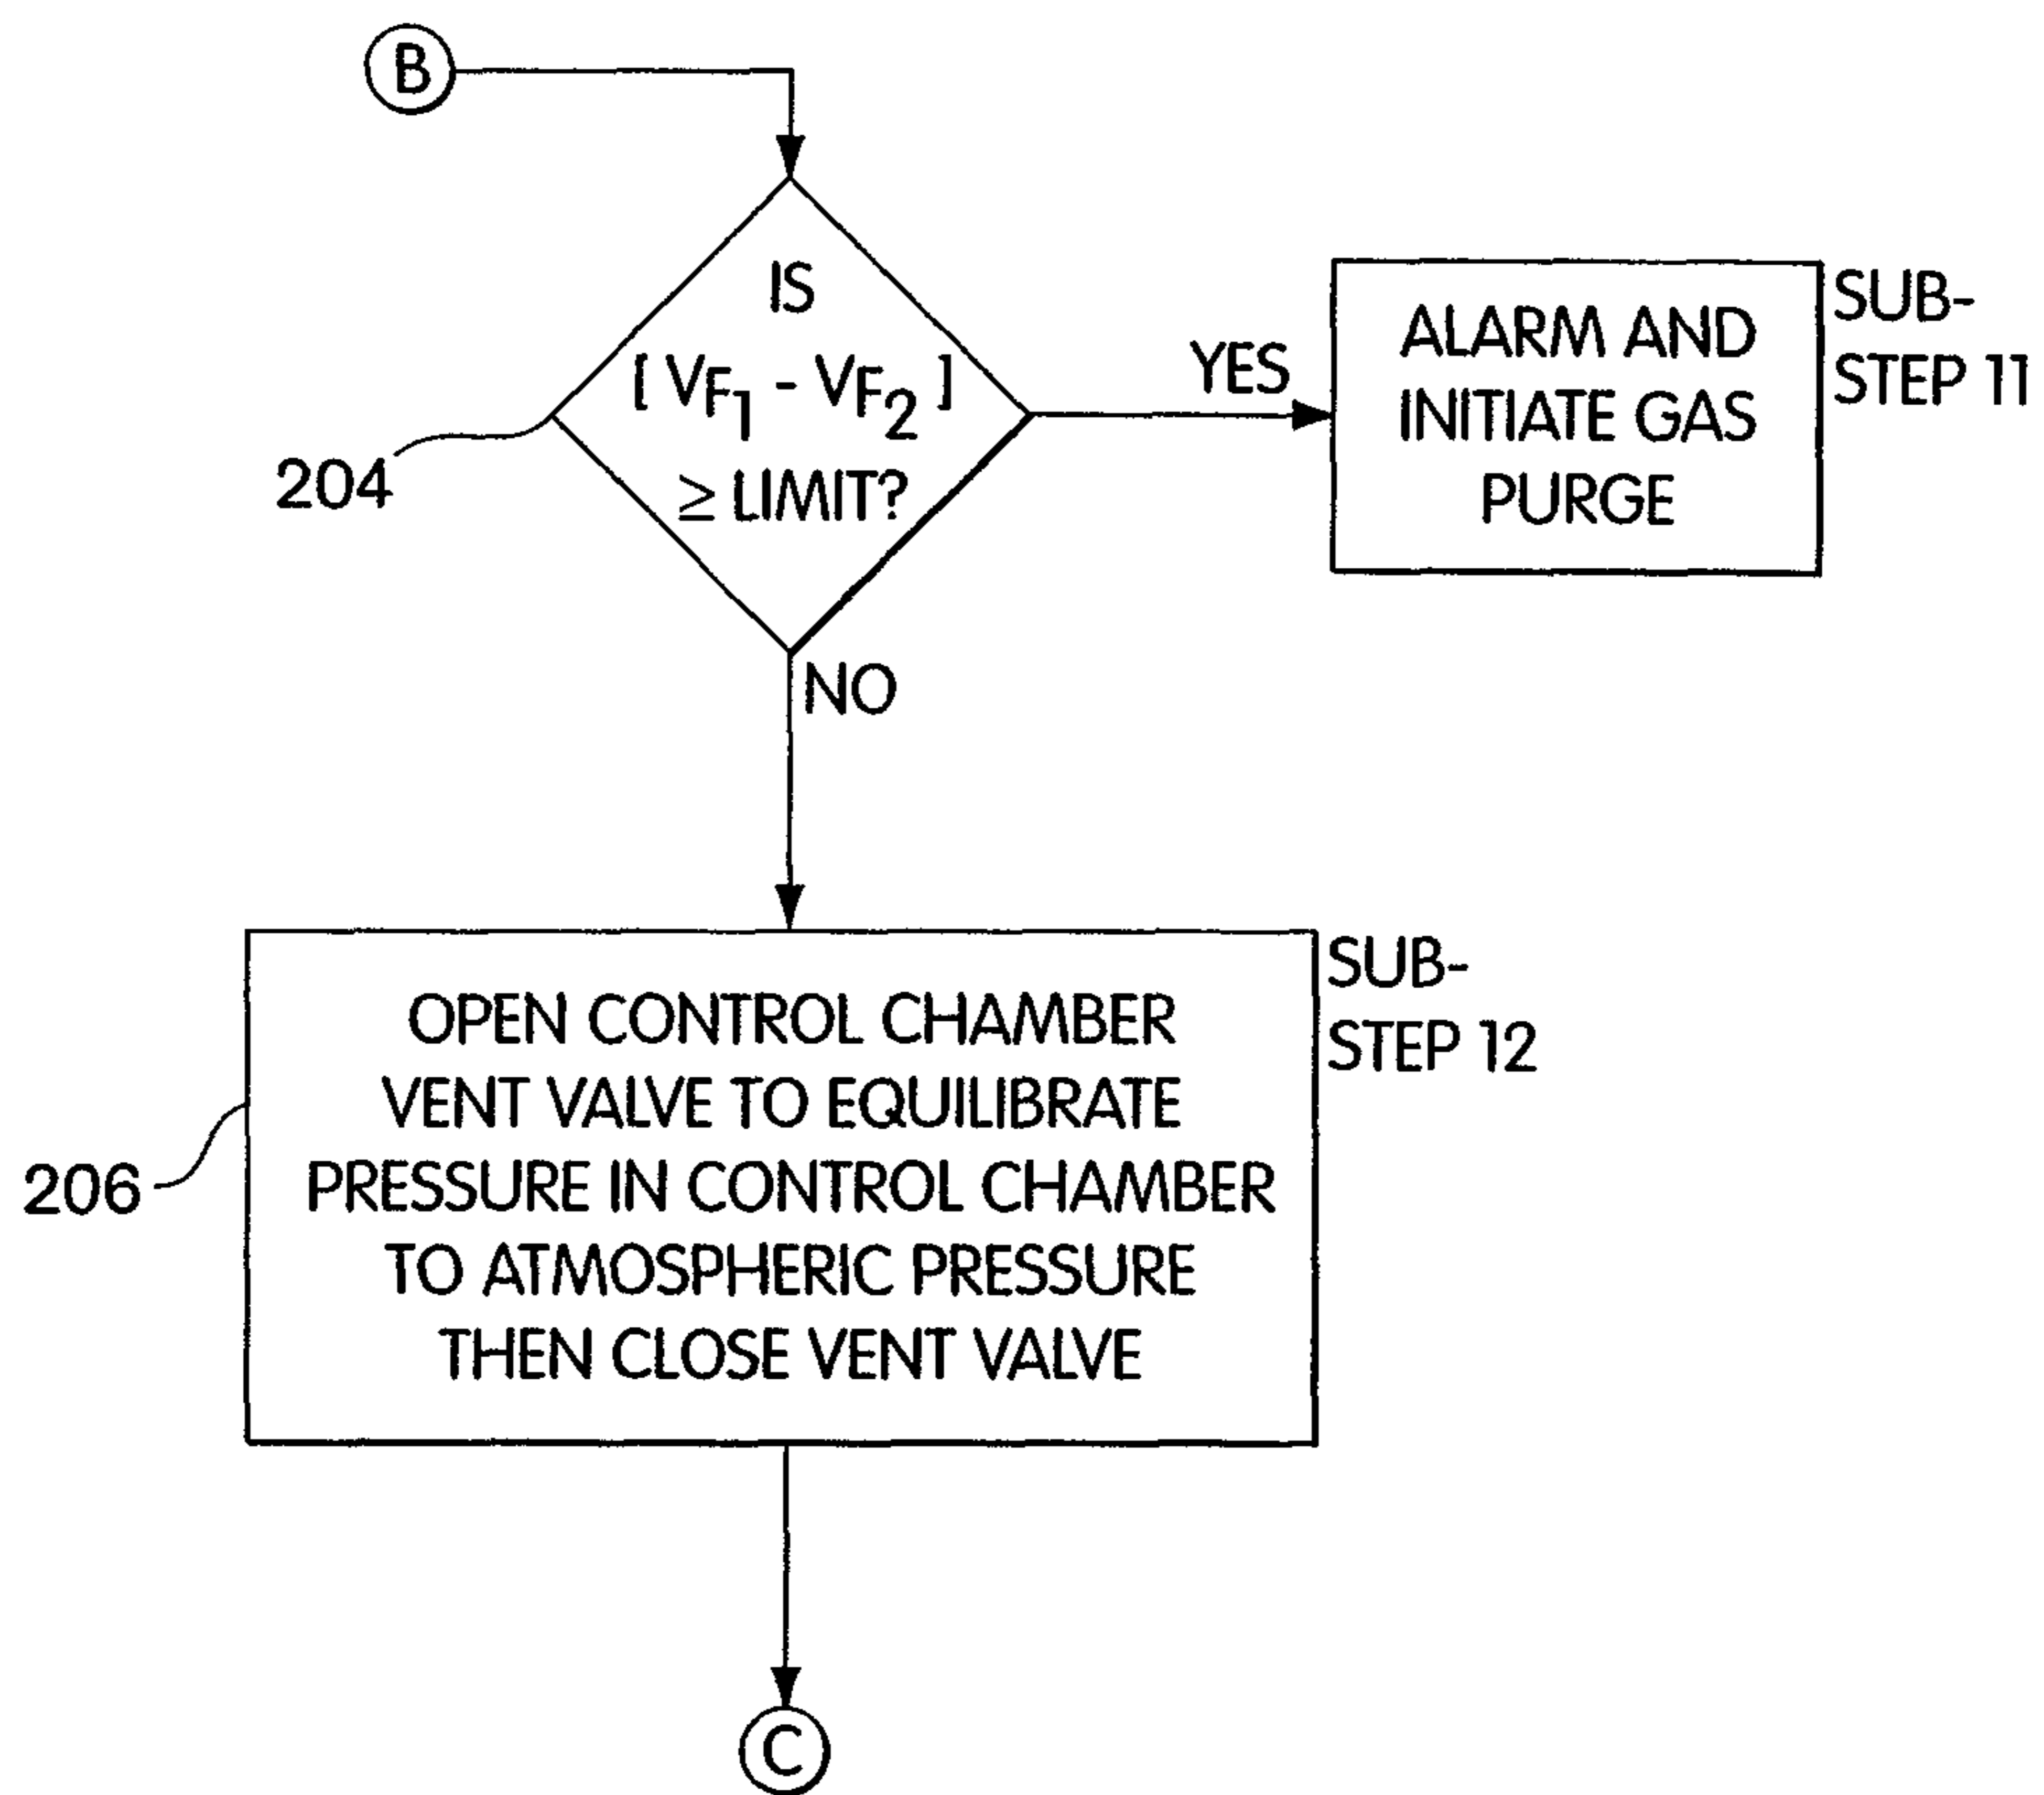 B
IS
[ VF1 - VF2 ]
≥ LIMIT?
204
YES
ALARM AND
INITIATE GAS
PURGE
SUB-
STEP 11
NO
OPEN CONTROL CHAMBER
VENT VALVE TO EQUILIBRATE
PRESSURE IN CONTROL CHAMBER
TO ATMOSPHERIC PRESSURE
THEN CLOSE VENT VALVE
SUB-
STEP 12
206
C